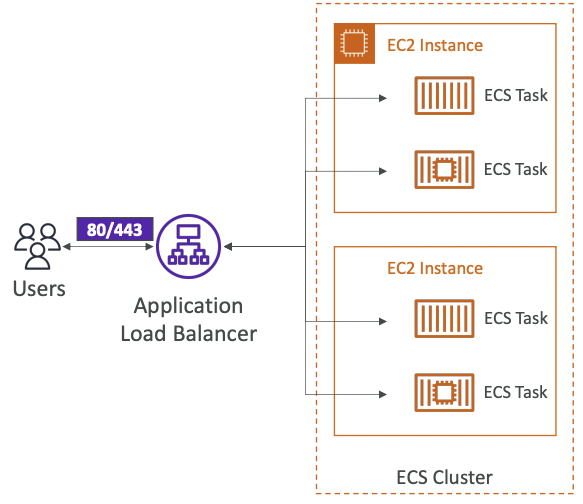 EC2 Instance
ECS Task
ECS Task
80/443
Users
Application
Load Balancer
EC2 Instance
ECS Task
ECS Task
ECS Cluster